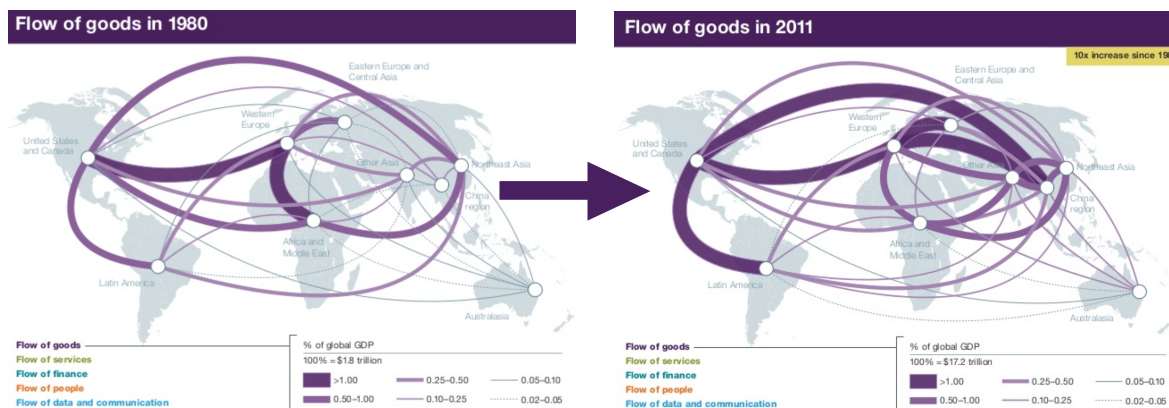 Flow of goods in 1980
Eastern Europe and
Central Asia
Western
Europe
United States
and Canada
Other Asia
Northeast Asia
China
region
Africa and
Middle East
Latin America
Australasia
Flow of goods
Flow of services
Flow of finance
Flow of people
Flow of data and communication
% of global GDP
100% = $1.8 trillion
>1.00
0.25–0.50
0.05–0.10
0.50–1.00
0.10–0.25
0.02–0.05
Flow of goods in 2011
10x increase since
Eastern Europe and
Central Asia
Western
Europe
United States
and Canada
Other Asia
Northeast Asia
China
region
Africa and
Middle East
Latin America
Australasia
Flow of goods
Flow of services
Flow of finance
Flow of people
Flow of data and communication
% of global GDP
100% = $17.2 trillion
>1.00
0.25–0.50
0.05–0.10
0.50–1.00
0.10–0.25
0.02–0.05